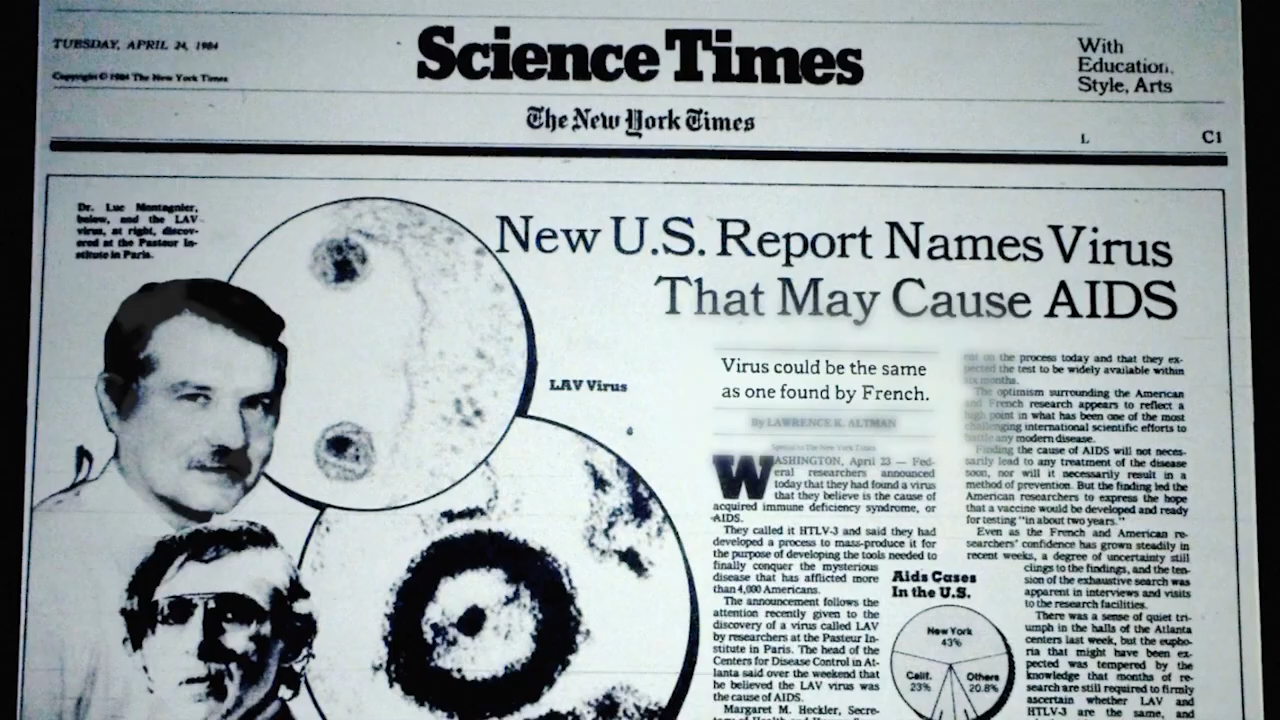 TUESDAY, APRIL 24, 1984
Copyright © 1984 The New York Times
Science Times
The New York Times
With
Education,
Style, Arts
L
C1
Dr. Luc Montagnier,
below, and the LAV
virus, at right, discov-
ered at the Pasteur In-
stitute in Paris.
New U.S. Report Names Virus
That May Cause AIDS
LAV Virus
Virus could be the same
as one found by French.
By LAWRENCE K. ALTMAN
Special to The New York Times
WASHINGTON, April 23 — Fed-
eral researchers announced
today that they had found a virus
that they believe is the cause of
acquired immune deficiency syndrome, or
AIDS.
They called it HTLV-3 and said they had
developed a process to mass-produce it for
the purpose of developing the tools needed to
finally conquer the mysterious
disease that has afflicted more
than 4,000 Americans.
The announcement follows the
attention recently given to the
discovery of a virus called LAV
by researchers at the Pasteur In-
stitute in Paris. The head of the
Centers for Disease Control in At-
lanta said over the weekend that
he believed the LAV virus was
the cause of AIDS.
Margaret M. Heckler, Secre-
the process today and that they ex-
pected the test to be widely available within
six months.
The optimism surrounding the American
and French research appears to reflect a
high point in what has been one of the most
challenging international scientific efforts to
battle any modern disease.
Finding the cause of AIDS will not neces-
sarily lead to any treatment of the disease
soon, nor will it necessarily result in a
method of prevention. But the finding led the
American researchers to express the hope
that a vaccine would be developed and ready
for testing "in about two years."
Even as the French and American re-
searchers' confidence has grown steadily in
recent weeks, a degree of uncertainty still
clings to the findings, and the ten-
sion of the exhaustive search was
apparent in interviews and visits
to the research facilities.
There was a sense of quiet tri-
umph in the halls of the Atlanta
centers last week, but the eupho-
ria that might have been ex-
pected was tempered by the
knowledge that months of re-
search are still required to firmly
ascertain whether LAV and
HTLV-3 are the same, and
Aids Cases
In the U.S.
New York
43%
Calif.
23%
Others
20.8%